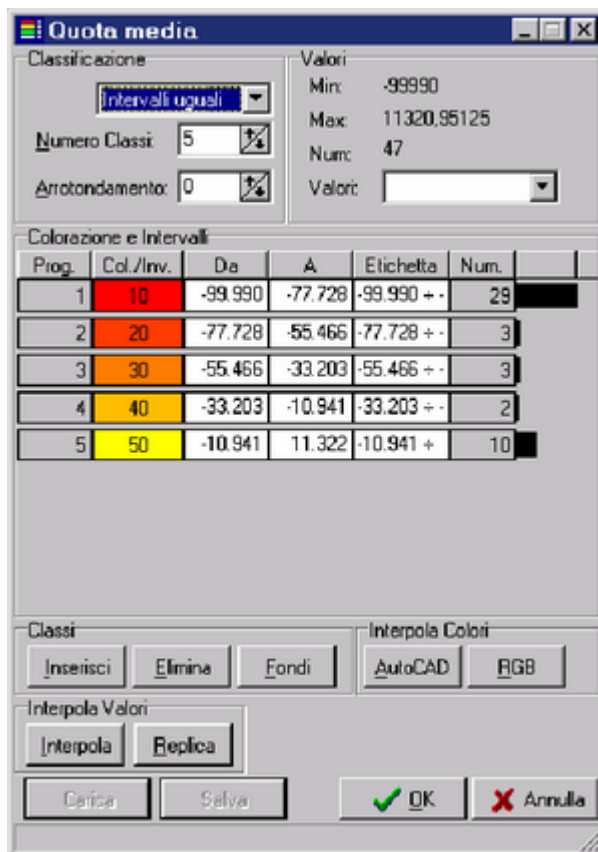 Quota media
Classificazione
Intervalli uguali
Numero Classi: 5
Arrotondamento: 0
Valori
Min: -99990
Max: 11320,95125
Num: 47
Valori:
Colorazione e Intervalli
Prog. Col./Inv. Da A Etichetta Num.
1 10 -99.990 -77.728 -99.990 ÷ - 29
2 20 -77.728 -55.466 -77.728 ÷ - 3
3 30 -55.466 -33.203 -55.466 ÷ - 3
4 40 -33.203 -10.941 -33.203 ÷ - 2
5 50 -10.941 11.322 -10.941 ÷ 10
Classi
Inserisci Elimina Fondi
Interpola Colori
AutoCAD RGB
Interpola Valori
Interpola Replica
Carica Salva OK Annulla